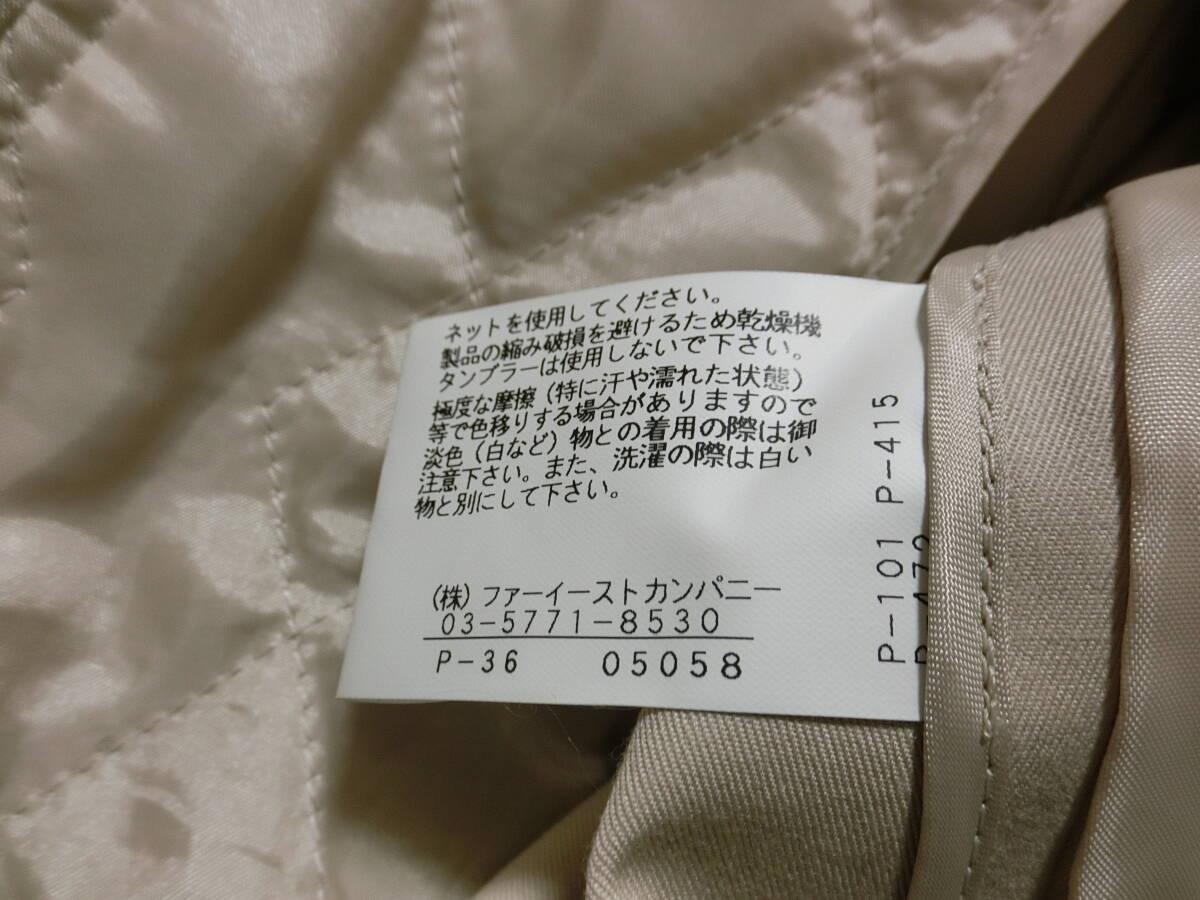 ネットを使用してください。
製品の縮み破損を避けるため乾燥機
タンブラーは使用しないで下さい。
極度な摩擦(特に汗や濡れた状態)
等で色移りする場合がありますので
淡色(白など)物との着用の際は御
注意下さい。また、洗濯の際は白い
物と別にして下さい。
(株)ファーイーストカンパニー
03-5771-8530
P-36 05058
P-101 P-415